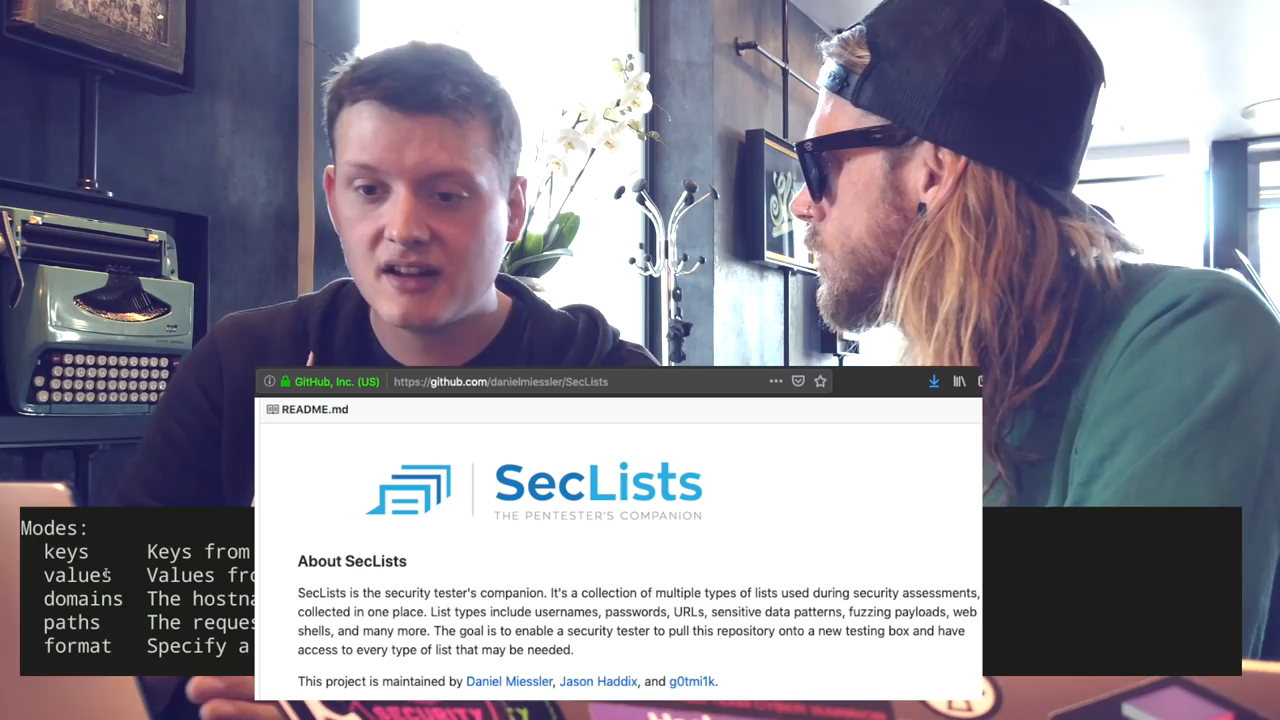 GitHub, Inc. (US)
https://github.com/danielmiessler/SecLists
README.md
SecLists
THE PENTESTER'S COMPANION
About SecLists
SecLists is the security tester's companion. It's a collection of multiple types of lists used during security assessments,
collected in one place. List types include usernames, passwords, URLs, sensitive data patterns, fuzzing payloads, web
shells, and many more. The goal is to enable a security tester to pull this repository onto a new testing box and have
access to every type of list that may be needed.
This project is maintained by Daniel Miessler, Jason Haddix, and g0tmi1k.
Modes:
keys Keys from
values Values fro
domains The hostna
paths The reques
format Specify a
SECURITY
CYBER WARRIOR